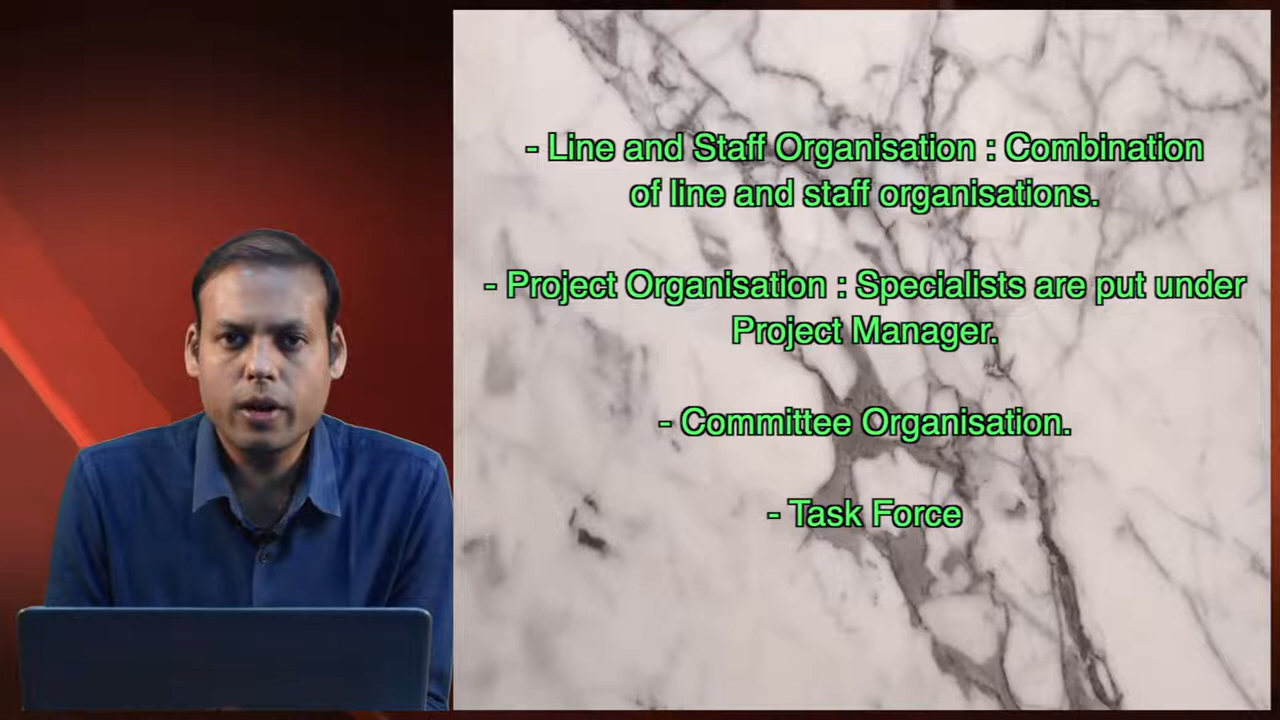 - Line and Staff Organisation : Combination
of line and staff organisations.
- Project Organisation : Specialists are put under
Project Manager.
- Committee Organisation.
- Task Force